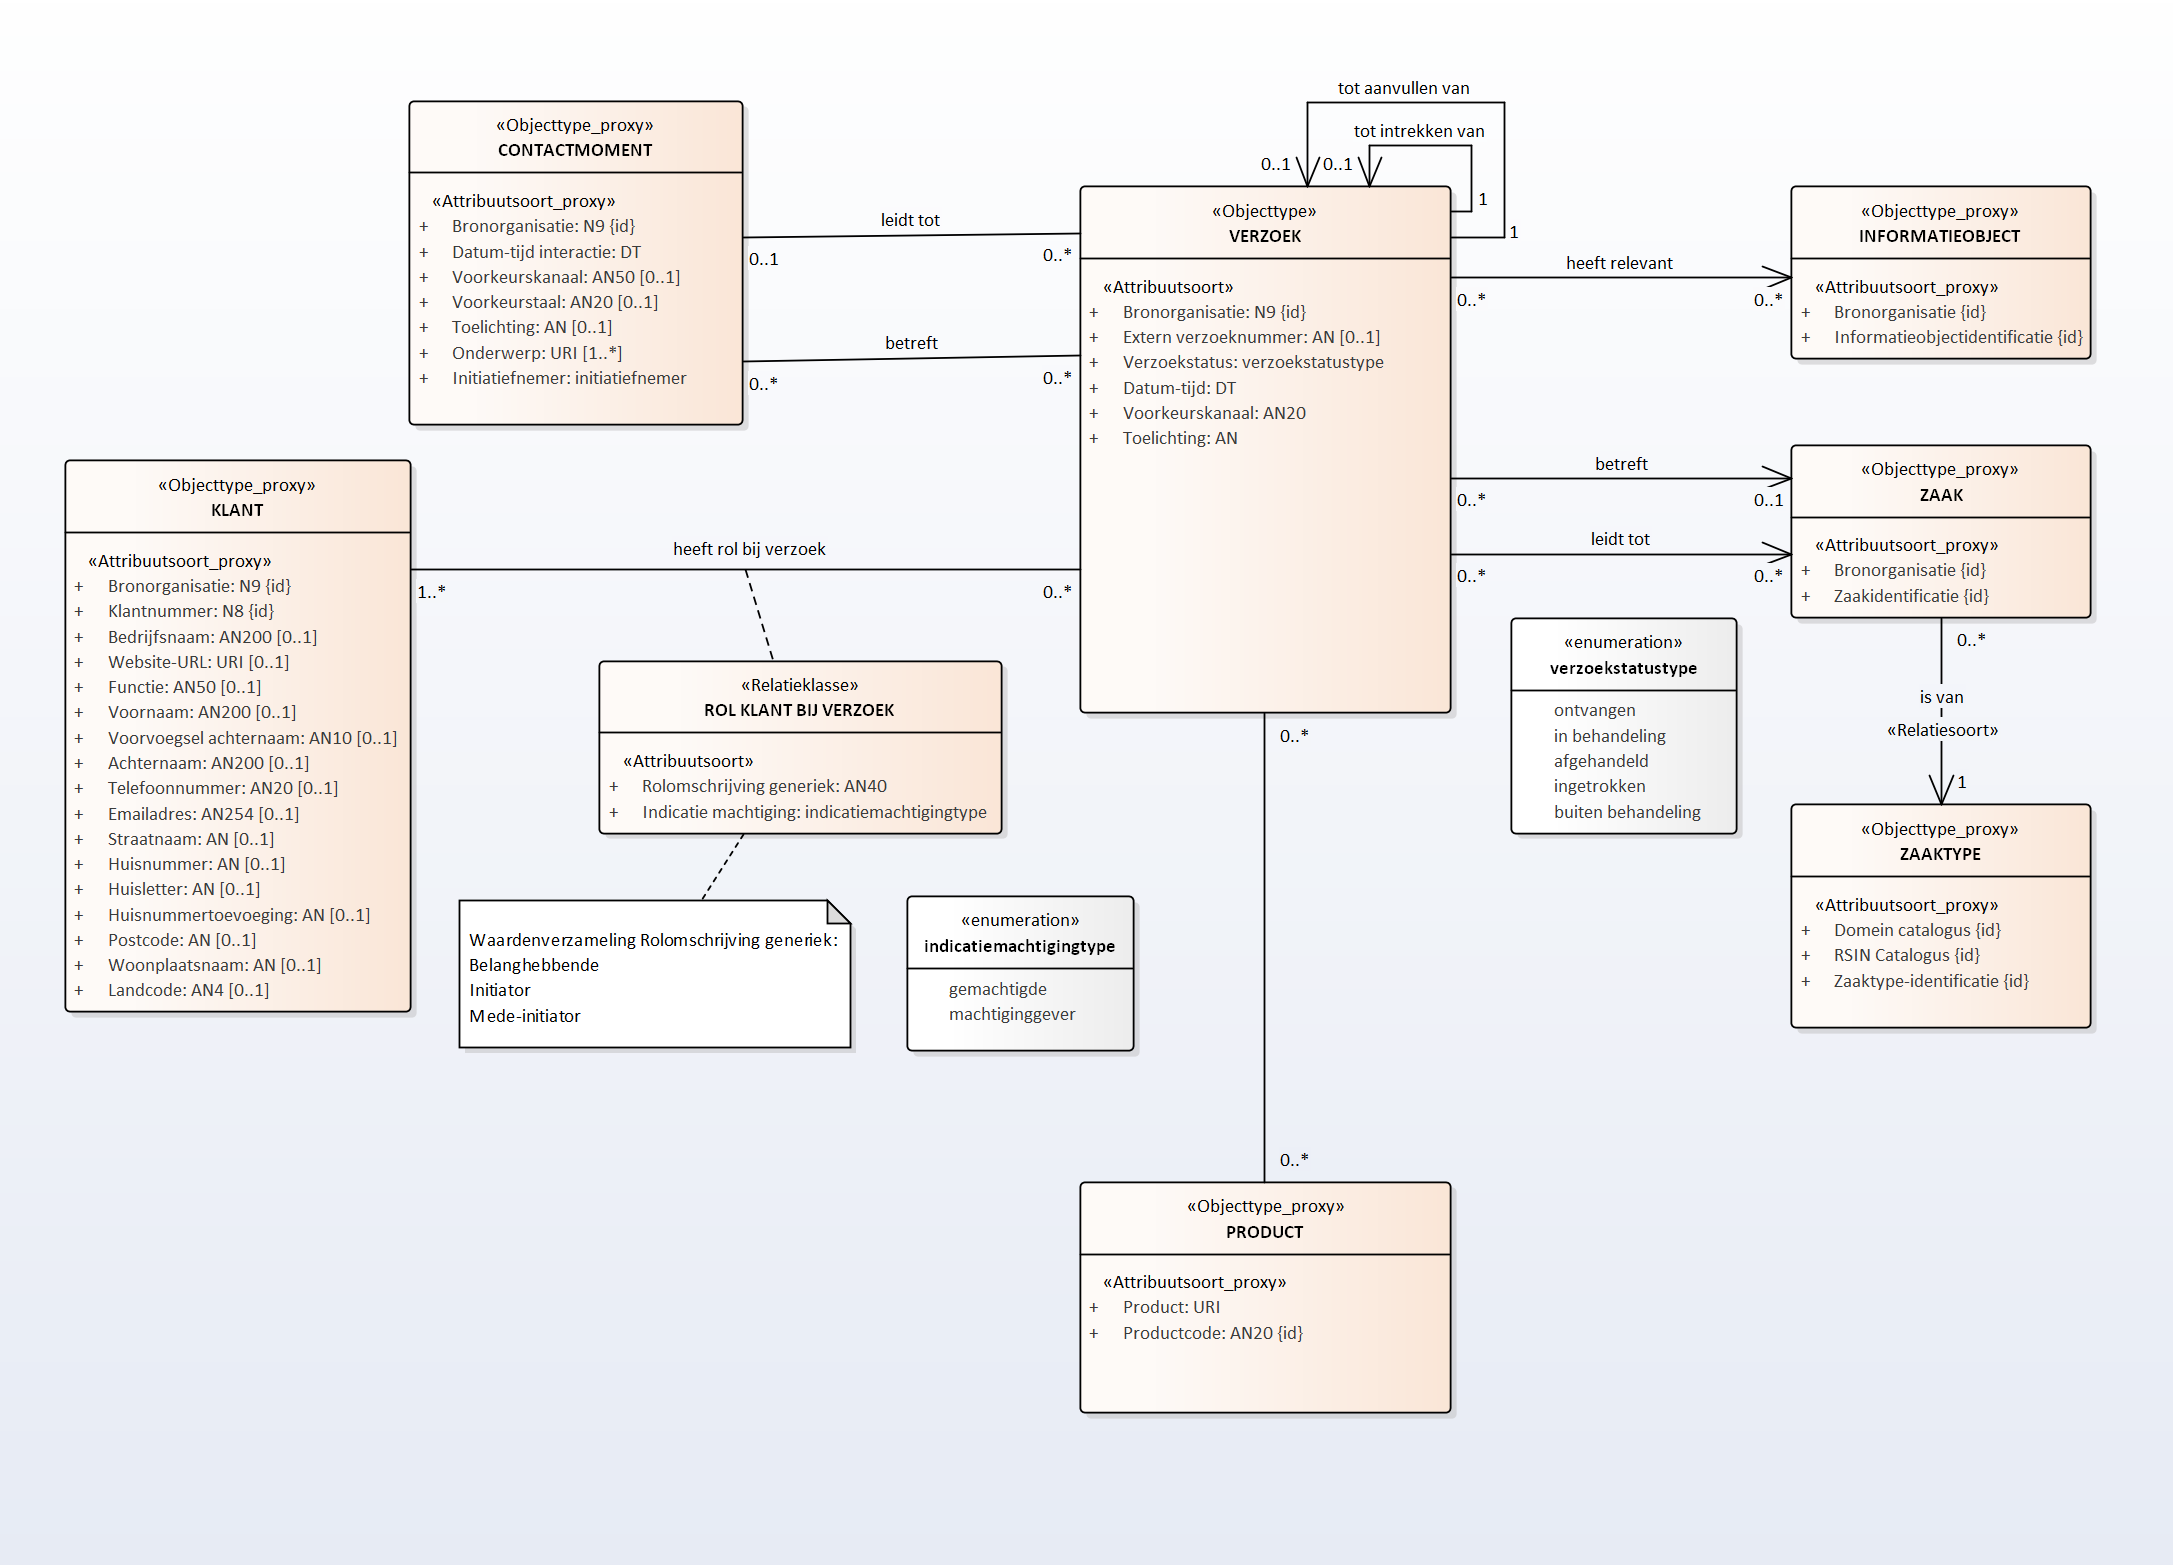 tot aanvullen van
tot intrekken van
0..1
0..1
1
1
«Objecttype_proxy»
CONTACTMOMENT
«Attribuutsoort_proxy»
+ Bronorganisatie: N9 {id}
+ Datum-tijd interactie: DT
+ Voorkeurskanaal: AN50 [0..1]
+ Voorkeurstaal: AN20 [0..1]
+ Toelichting: AN [0..1]
+ Onderwerp: URI [1..*]
+ Initiatiefnemer: initiatiefnemer
leidt tot
0..1
0..*
betreft
0..*
0..*
«Objecttype»
VERZOEK
«Attribuutsoort»
+ Bronorganisatie: N9 {id}
+ Extern verzoeknummer: AN [0..1]
+ Verzoekstatus: verzoekstatustype
+ Datum-tijd: DT
+ Voorkeurskanaal: AN20
+ Toelichting: AN
heeft relevant
0..*
0..*
«Objecttype_proxy»
INFORMATIEOBJECT
«Attribuutsoort_proxy»
+ Bronorganisatie {id}
+ Informatieobjectidentificatie {id}
betreft
0..*
0..1
leidt tot
0..*
0..*
«Objecttype_proxy»
ZAAK
«Attribuutsoort_proxy»
+ Bronorganisatie {id}
+ Zaakidentificatie {id}
«Objecttype_proxy»
KLANT
«Attribuutsoort_proxy»
+ Bronorganisatie: N9 {id}
+ Klantnummer: N8 {id}
+ Bedrijfsnaam: AN200 [0..1]
+ Website-URL: URI [0..1]
+ Functie: AN50 [0..1]
+ Voornaam: AN200 [0..1]
+ Voorvoegsel achternaam: AN10 [0..1]
+ Achternaam: AN200 [0..1]
+ Telefoonnummer: AN20 [0..1]
+ Emailadres: AN254 [0..1]
+ Straatnaam: AN [0..1]
+ Huisnummer: AN [0..1]
+ Huisletter: AN [0..1]
+ Huisnummertoevoeging: AN [0..1]
+ Postcode: AN [0..1]
+ Woonplaatsnaam: AN [0..1]
+ Landcode: AN4 [0..1]
heeft rol bij verzoek
1..*
0..*
«Relatieklasse»
ROL KLANT BIJ VERZOEK
«Attribuutsoort»
+ Rolomschrijving generiek: AN40
+ Indicatie machtiging: indicatiemachtigingtype
«enumeration»
verzoekstatustype
ontvangen
in behandeling
afgehandeld
ingetrokken
buiten behandeling
0..*
is van
«Relatiesoort»
1
«Objecttype_proxy»
ZAAKTYPE
«Attribuutsoort_proxy»
+ Domein catalogus {id}
+ RSIN Catalogus {id}
+ Zaaktype-identificatie {id}
Waardenverzameling Rolomschrijving generiek:
Belanghebbende
Initiator
Mede-initiator
«enumeration»
indicatiemachtigingtype
gemachtigde
machtiginggever
0..*
0..*
«Objecttype_proxy»
PRODUCT
«Attribuutsoort_proxy»
+ Product: URI
+ Productcode: AN20 {id}